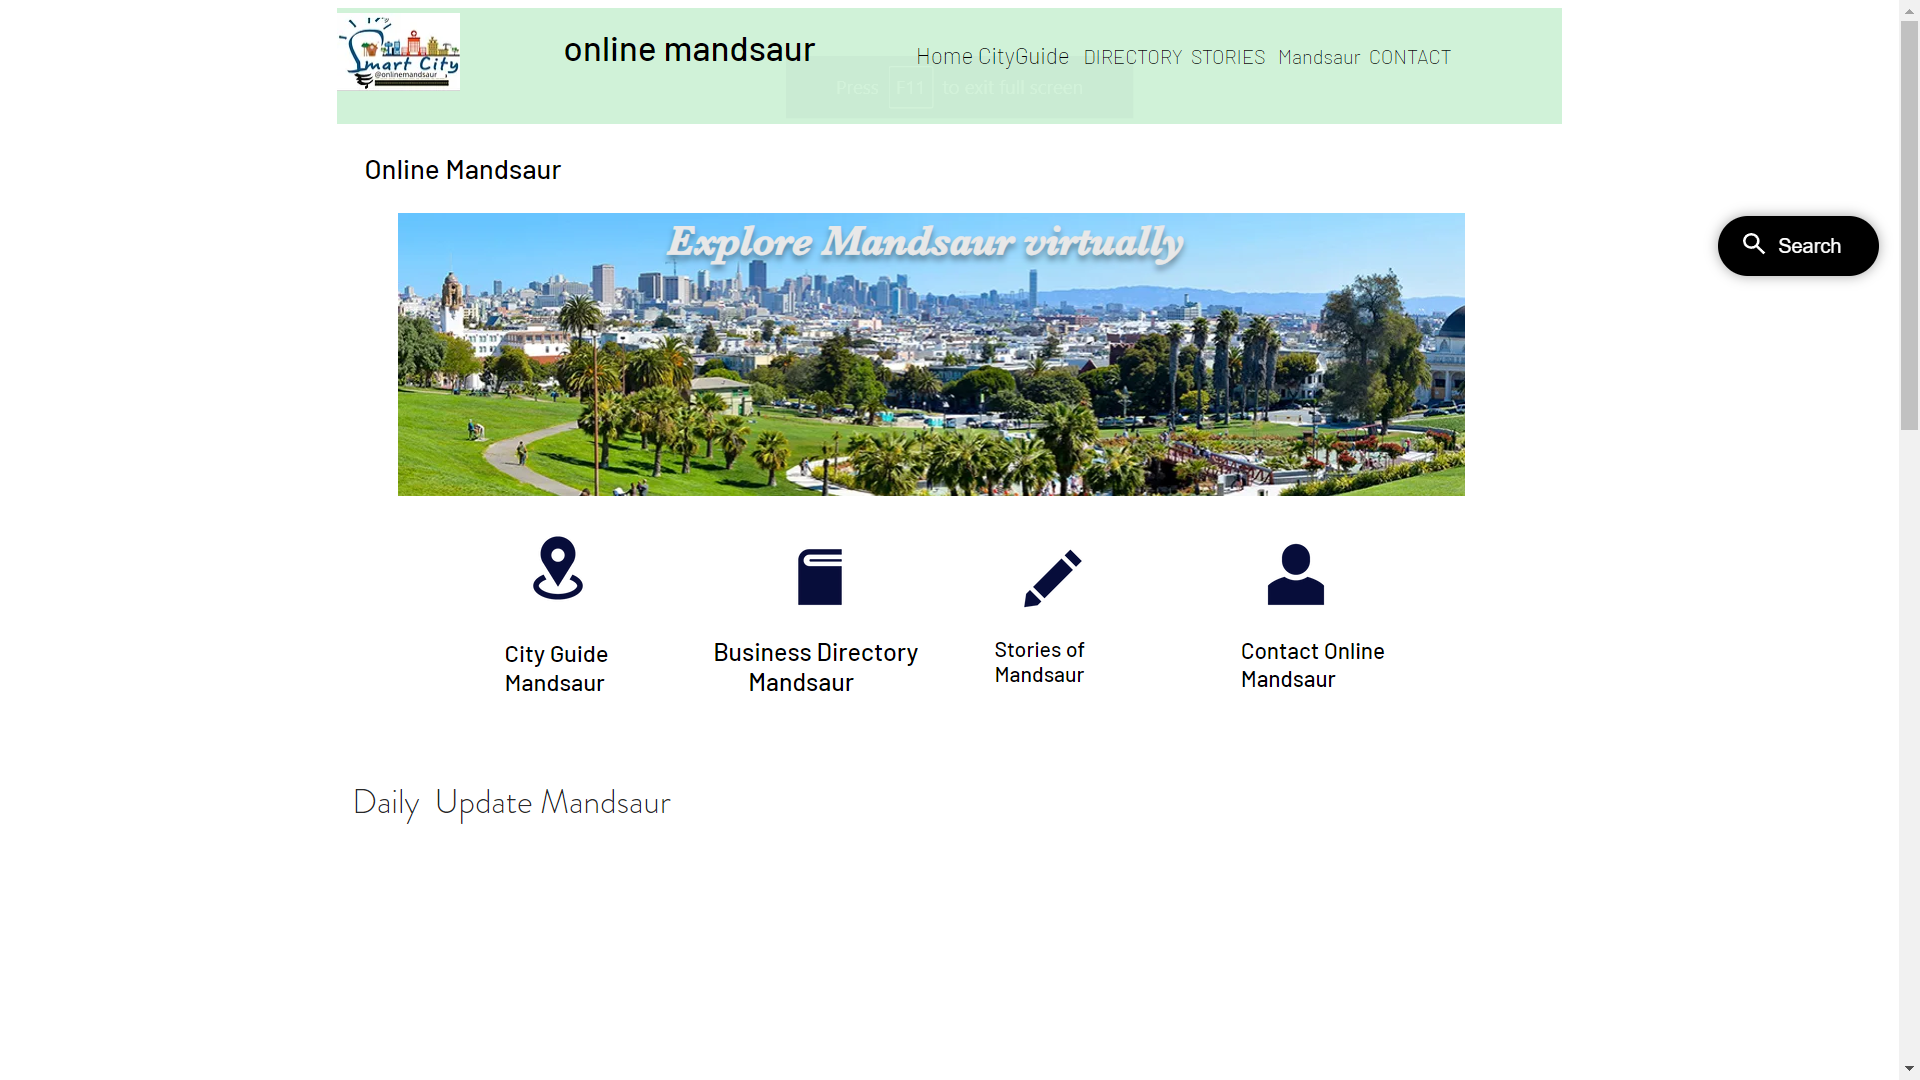 Smart City
@onlinemandsaur
online mandsaur
Home CityGuide DIRECTORY STORIES Mandsaur CONTACT
Press F11 to exit full screen
Online Mandsaur
Explore Mandsaur virtually
Search
City Guide
Mandsaur
Business Directory
Mandsaur
Stories of
Mandsaur
Contact Online
Mandsaur
Daily Update Mandsaur